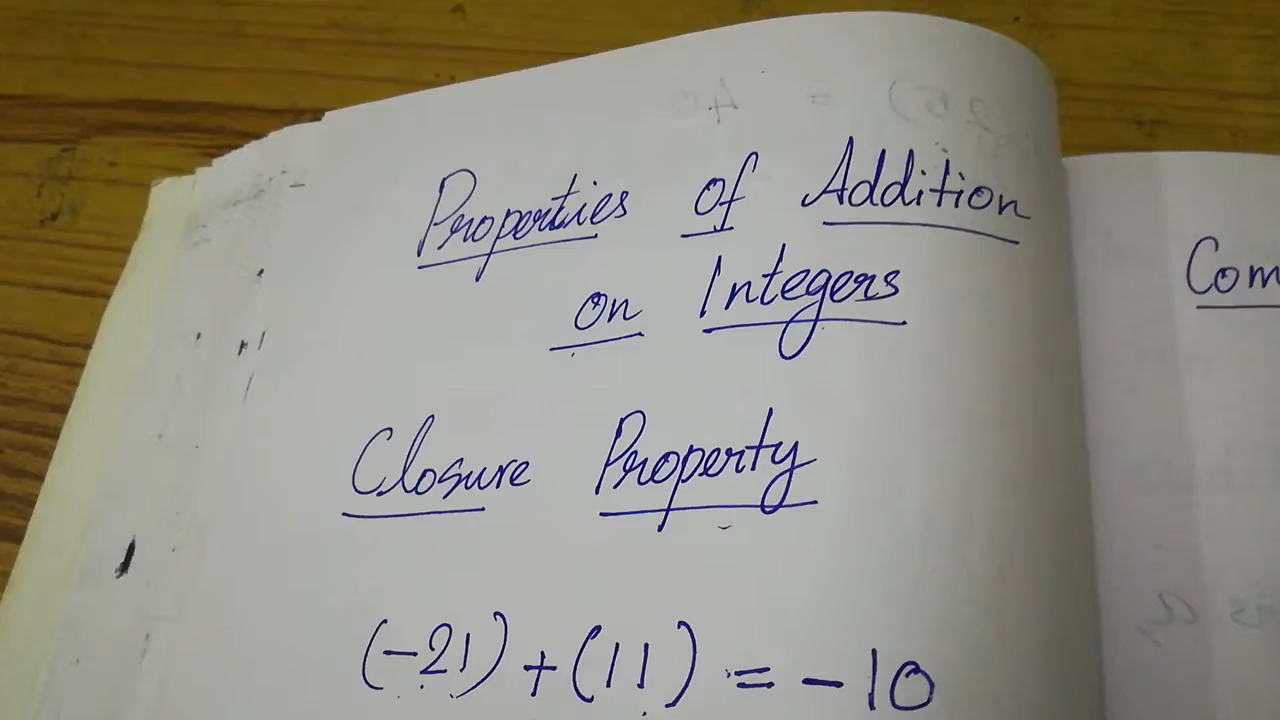 Properties Of Addition
on Integers
Closure Property
(-21) + (11) = -10
Com